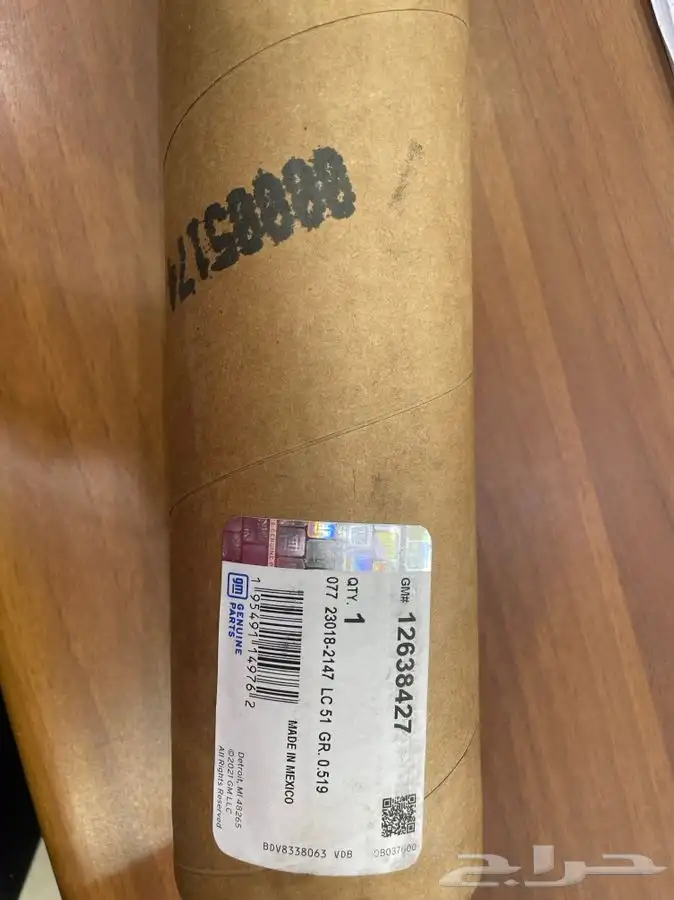 88085174
GM# 12638427
QTY. 1
077 23018-2147 LC 51 GR. 0.519
MADE IN MEXICO
1 95491 14976 2
gm GENUINE
PARTS
Detroit, MI 48265
©2021 GM LLC
All Rights Reserved
BDV8338063 VDB
حراج